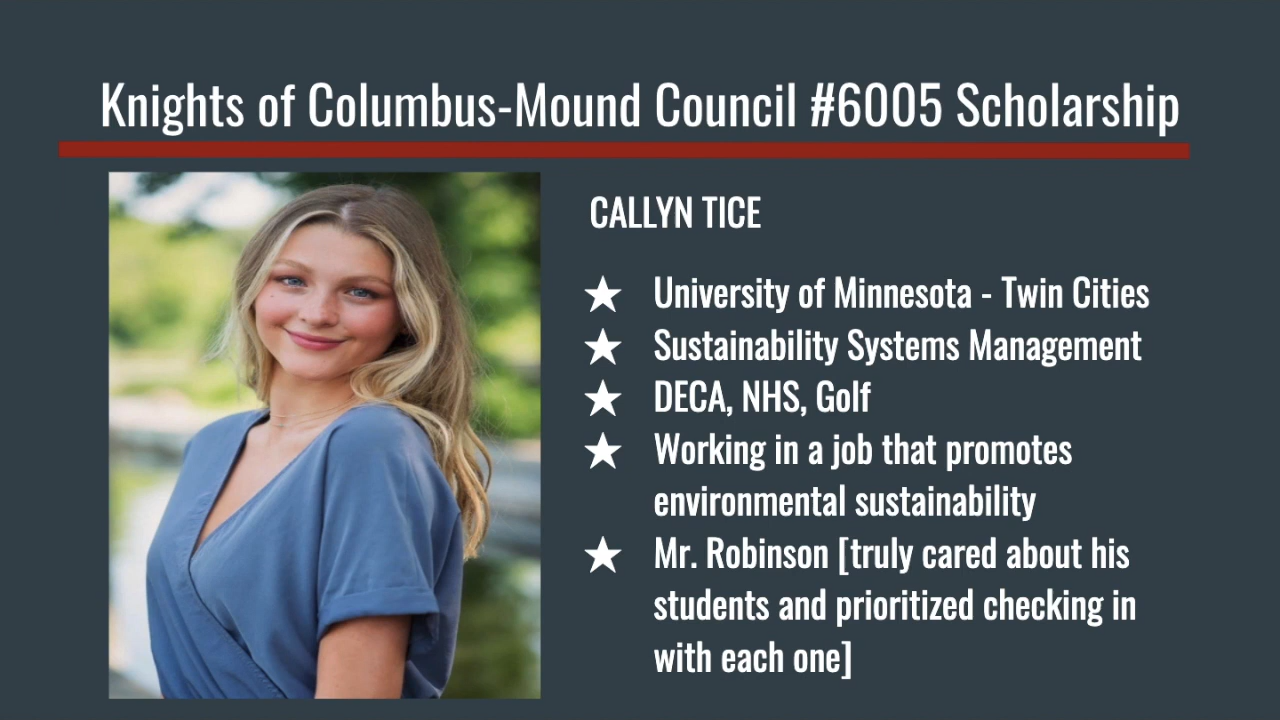 Knights of Columbus-Mound Council #6005 Scholarship
CALLYN TICE
★ University of Minnesota - Twin Cities
★ Sustainability Systems Management
★ DECA, NHS, Golf
★ Working in a job that promotes
environmental sustainability
★ Mr. Robinson [truly cared about his
students and prioritized checking in
with each one]